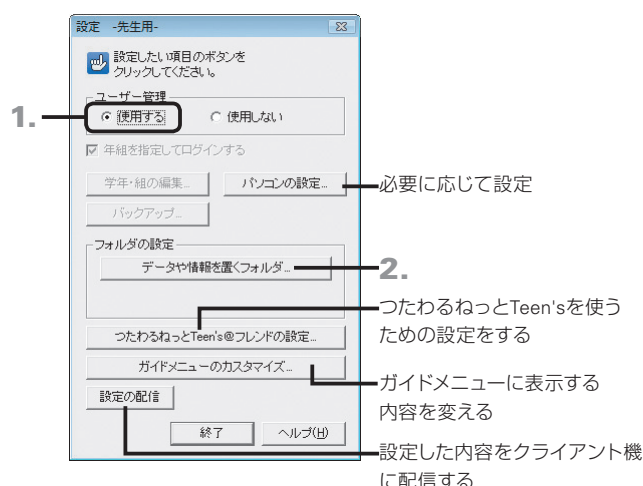 設定 -先生用-
設定したい項目のボタンを
クリックしてください。
ユーザー管理
1.
使用する
使用しない
年組を指定してログインする
学年・組の編集...
パソコンの設定...
必要に応じて設定
バックアップ...
フォルダの設定
データや情報を置くフォルダ...
2.
つたわるねっとTeen'sを使う
ための設定をする
つたわるねっとTeen's@フレンドの設定...
ガイドメニューのカスタマイズ...
ガイドメニューに表示する
内容を変える
設定の配信
終了
ヘルプ(H)
設定した内容をクライアント機
に配信する